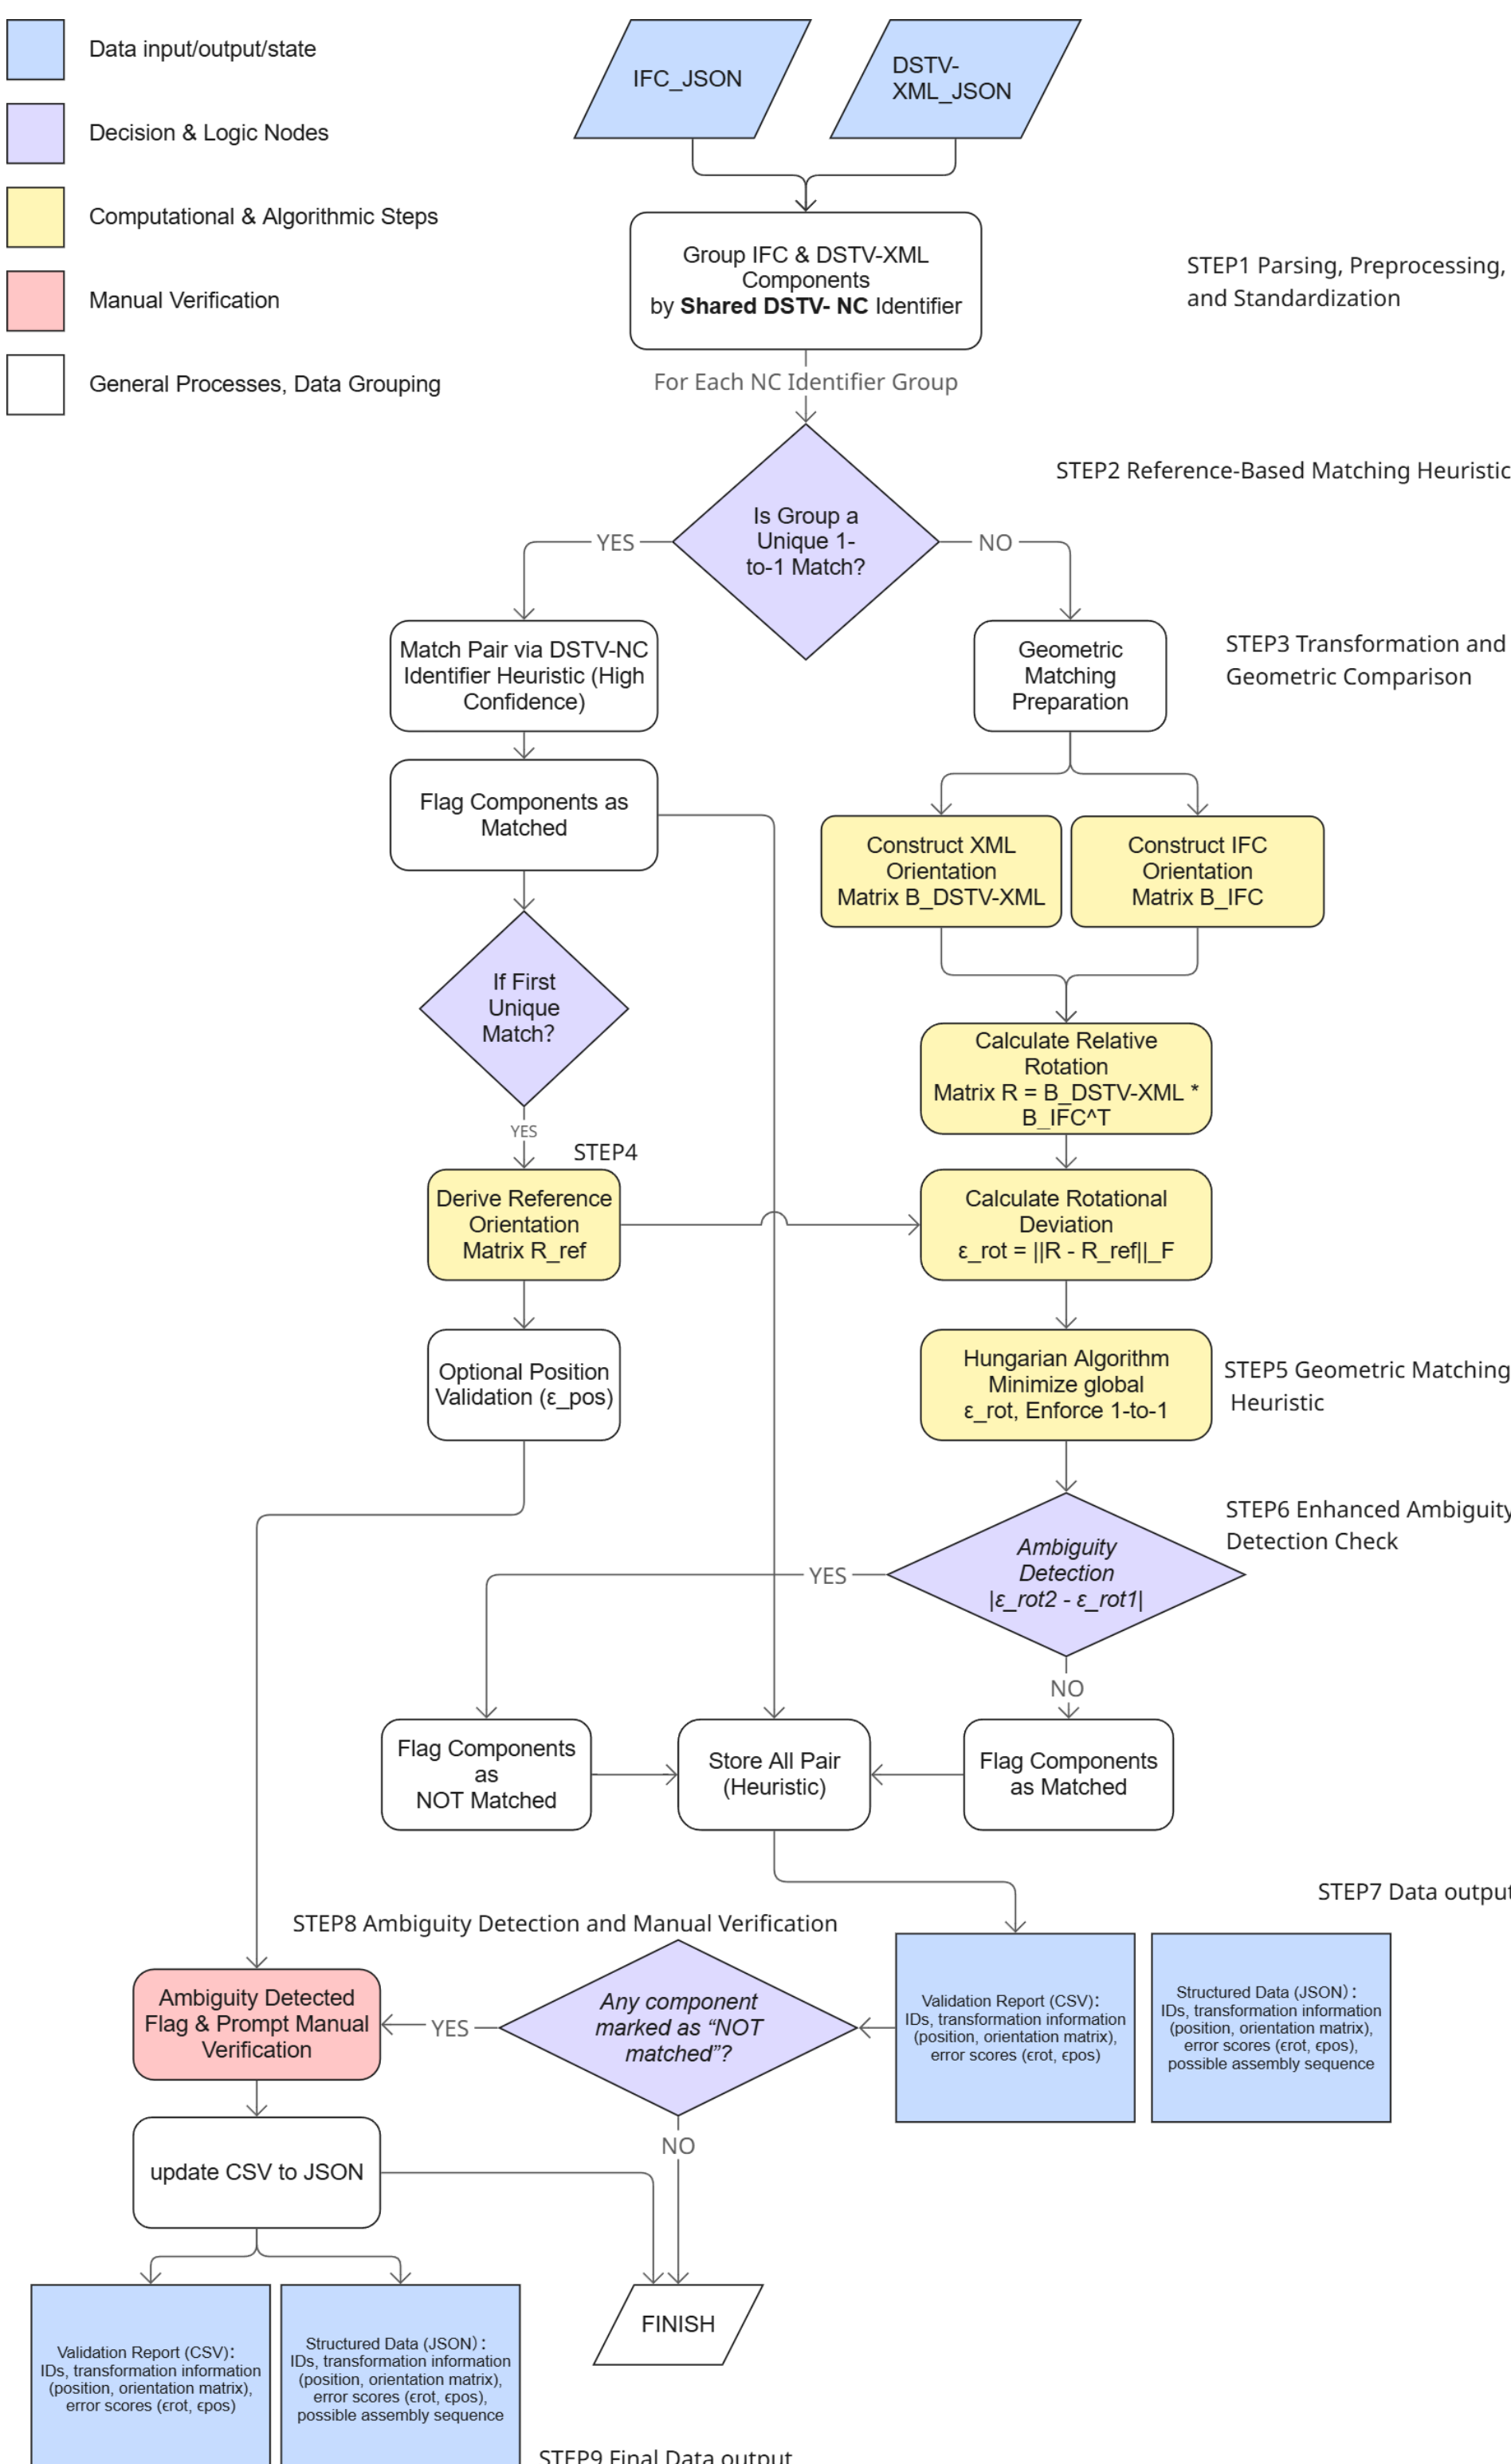 Data input/output/state
Decision & Logic Nodes
Computational & Algorithmic Steps
Manual Verification
General Processes, Data Grouping
IFC_JSON
DSTV-
XML_JSON
Group IFC & DSTV-XML
Components
by Shared DSTV- NC Identifier
STEP1 Parsing, Preprocessing,
and Standardization
For Each NC Identifier Group
STEP2 Reference-Based Matching Heuristic
Is Group a
Unique 1-
to-1 Match?
YES
NO
Match Pair via DSTV-NC
Identifier Heuristic (High
Confidence)
Geometric
Matching
Preparation
STEP3 Transformation and
Geometric Comparison
Flag Components as
Matched
Construct XML
Orientation
Matrix B_DSTV-XML
Construct IFC
Orientation
Matrix B_IFC
If First
Unique
Match?
Calculate Relative
Rotation
Matrix R = B_DSTV-XML *
B_IFC^T
YES
STEP4
Derive Reference
Orientation
Matrix R_ref
Calculate Rotational
Deviation
ε_rot = ||R - R_ref||_F
Optional Position
Validation (ε_pos)
Hungarian Algorithm
Minimize global
ε_rot, Enforce 1-to-1
STEP5 Geometric Matching
Heuristic
STEP6 Enhanced Ambiguity
Detection Check
Ambiguity
Detection
|ε_rot2 - ε_rot1|
YES
NO
Flag Components
as
NOT Matched
Store All Pair
(Heuristic)
Flag Components
as Matched
STEP7 Data output
STEP8 Ambiguity Detection and Manual Verification
Ambiguity Detected
Flag & Prompt Manual
Verification
YES
Any component
marked as “NOT
matched”?
Validation Report (CSV)：
IDs, transformation information
(position, orientation matrix),
error scores (ϵrot, ϵpos)
Structured Data (JSON)：
IDs, transformation information
(position, orientation matrix),
error scores (ϵrot, ϵpos),
possible assembly sequence
NO
update CSV to JSON
FINISH
Validation Report (CSV)：
IDs, transformation information
(position, orientation matrix),
error scores (ϵrot, ϵpos)
Structured Data (JSON)：
IDs, transformation information
(position, orientation matrix),
error scores (ϵrot, ϵpos),
possible assembly sequence
STEP9 Final Data output